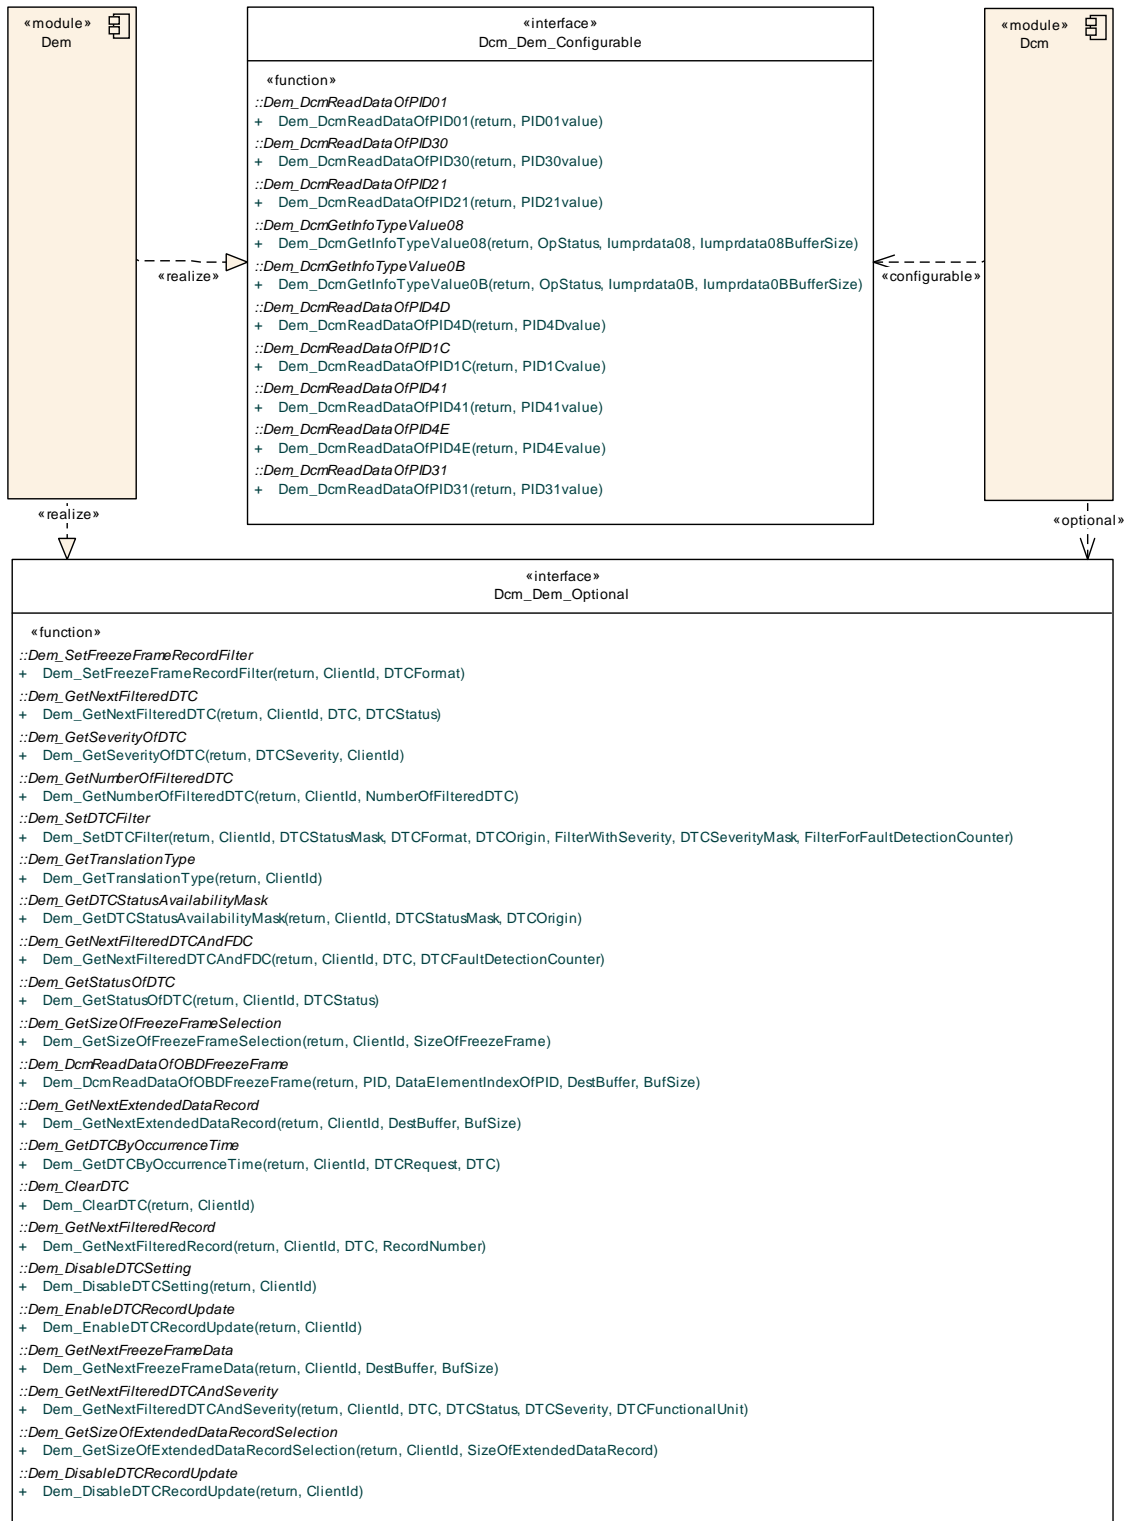 «module»
Dem
«interface»
Dcm_Dem_Configurable
«module»
Dcm
«function»
::Dem_DcmReadDataOfPID01
+ Dem_DcmReadDataOfPID01(return, PID01value)
::Dem_DcmReadDataOfPID30
+ Dem_DcmReadDataOfPID30(return, PID30value)
::Dem_DcmReadDataOfPID21
+ Dem_DcmReadDataOfPID21(return, PID21value)
::Dem_DcmGetInfoTypeValue08
+ Dem_DcmGetInfoTypeValue08(return, OpStatus, Iumprdata08, Iumprdata08BufferSize)
::Dem_DcmGetInfoTypeValue0B
+ Dem_DcmGetInfoTypeValue0B(return, OpStatus, Iumprdata0B, Iumprdata0BBufferSize)
::Dem_DcmReadDataOfPID4D
+ Dem_DcmReadDataOfPID4D(return, PID4Dvalue)
::Dem_DcmReadDataOfPID1C
+ Dem_DcmReadDataOfPID1C(return, PID1Cvalue)
::Dem_DcmReadDataOfPID41
+ Dem_DcmReadDataOfPID41(return, PID41value)
::Dem_DcmReadDataOfPID4E
+ Dem_DcmReadDataOfPID4E(return, PID4Evalue)
::Dem_DcmReadDataOfPID31
+ Dem_DcmReadDataOfPID31(return, PID31value)
«realize»
«configurable»
«realize»
«optional»
«interface»
Dcm_Dem_Optional
«function»
::Dem_SetFreezeFrameRecordFilter
+ Dem_SetFreezeFrameRecordFilter(return, ClientId, DTCFormat)
::Dem_GetNextFilteredDTC
+ Dem_GetNextFilteredDTC(return, ClientId, DTC, DTCStatus)
::Dem_GetSeverityOfDTC
+ Dem_GetSeverityOfDTC(return, DTCSeverity, ClientId)
::Dem_GetNumberOfFilteredDTC
+ Dem_GetNumberOfFilteredDTC(return, ClientId, NumberOfFilteredDTC)
::Dem_SetDTCFilter
+ Dem_SetDTCFilter(return, ClientId, DTCStatusMask, DTCFormat, DTCOrigin, FilterWithSeverity, DTCSeverityMask, FilterForFaultDetectionCounter)
::Dem_GetTranslationType
+ Dem_GetTranslationType(return, ClientId)
::Dem_GetDTCStatusAvailabilityMask
+ Dem_GetDTCStatusAvailabilityMask(return, ClientId, DTCStatusMask, DTCOrigin)
::Dem_GetNextFilteredDTCAndFDC
+ Dem_GetNextFilteredDTCAndFDC(return, ClientId, DTC, DTCFaultDetectionCounter)
::Dem_GetStatusOfDTC
+ Dem_GetStatusOfDTC(return, ClientId, DTCStatus)
::Dem_GetSizeOfFreezeFrameSelection
+ Dem_GetSizeOfFreezeFrameSelection(return, ClientId, SizeOfFreezeFrame)
::Dem_DcmReadDataOfOBDFreezeFrame
+ Dem_DcmReadDataOfOBDFreezeFrame(return, PID, DataElementIndexOfPID, DestBuffer, BufSize)
::Dem_GetNextExtendedDataRecord
+ Dem_GetNextExtendedDataRecord(return, ClientId, DestBuffer, BufSize)
::Dem_GetDTCByOccurrenceTime
+ Dem_GetDTCByOccurrenceTime(return, ClientId, DTCRequest, DTC)
::Dem_ClearDTC
+ Dem_ClearDTC(return, ClientId)
::Dem_GetNextFilteredRecord
+ Dem_GetNextFilteredRecord(return, ClientId, DTC, RecordNumber)
::Dem_DisableDTCSetting
+ Dem_DisableDTCSetting(return, ClientId)
::Dem_EnableDTCRecordUpdate
+ Dem_EnableDTCRecordUpdate(return, ClientId)
::Dem_GetNextFreezeFrameData
+ Dem_GetNextFreezeFrameData(return, ClientId, DestBuffer, BufSize)
::Dem_GetNextFilteredDTCAndSeverity
+ Dem_GetNextFilteredDTCAndSeverity(return, ClientId, DTC, DTCStatus, DTCSeverity, DTCFunctionalUnit)
::Dem_GetSizeOfExtendedDataRecordSelection
+ Dem_GetSizeOfExtendedDataRecordSelection(return, ClientId, SizeOfExtendedDataRecord)
::Dem_DisableDTCRecordUpdate
+ Dem_DisableDTCRecordUpdate(return, ClientId)